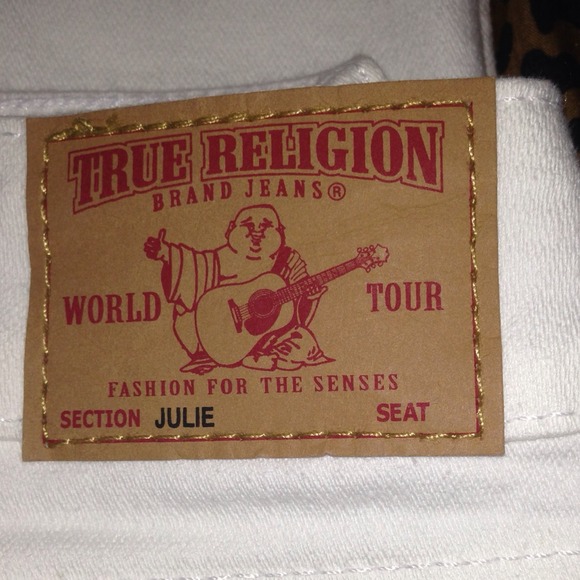 TRUE RELIGION
BRAND JEANS®
WORLD TOUR
FASHION FOR THE SENSES
SECTION JULIE SEAT